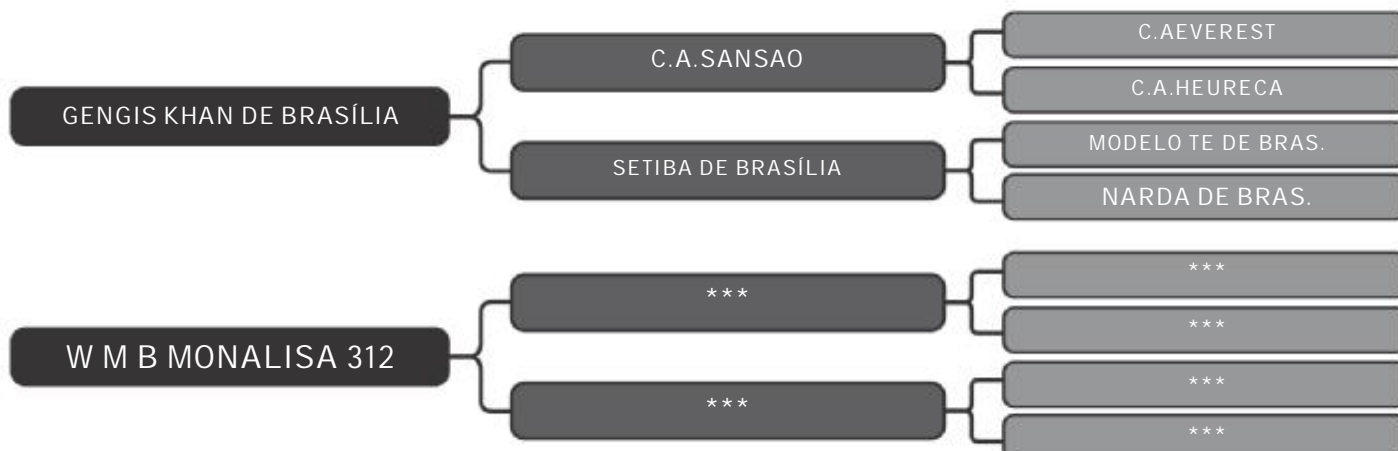 C.AEVEREST
C.A.SANSAO
C.A.HEURECA
GENGIS KHAN DE BRASÍLIA
MODELO TE DE BRAS.
SETIBA DE BRASÍLIA
NARDA DE BRAS.
***
***
***
W M B MONALISA 312
***
***
***